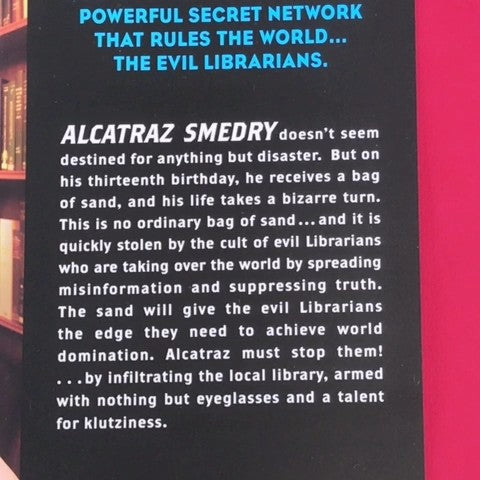 POWERFUL SECRET NETWORK
THAT RULES THE WORLD...
THE EVIL LIBRARIANS.
ALCATRAZ SMEDRY doesn't seem
destined for anything but disaster. But on
his thirteenth birthday, he receives a bag
of sand, and his life takes a bizarre turn.
This is no ordinary bag of sand...and it is
quickly stolen by the cult of evil Librarians
who are taking over the world by spreading
misinformation and suppressing truth.
The sand will give the evil Librarians
the edge they need to achieve world
domination. Alcatraz must stop them!
...by infiltrating the local library, armed
with nothing but eyeglasses and a talent
for klutziness.